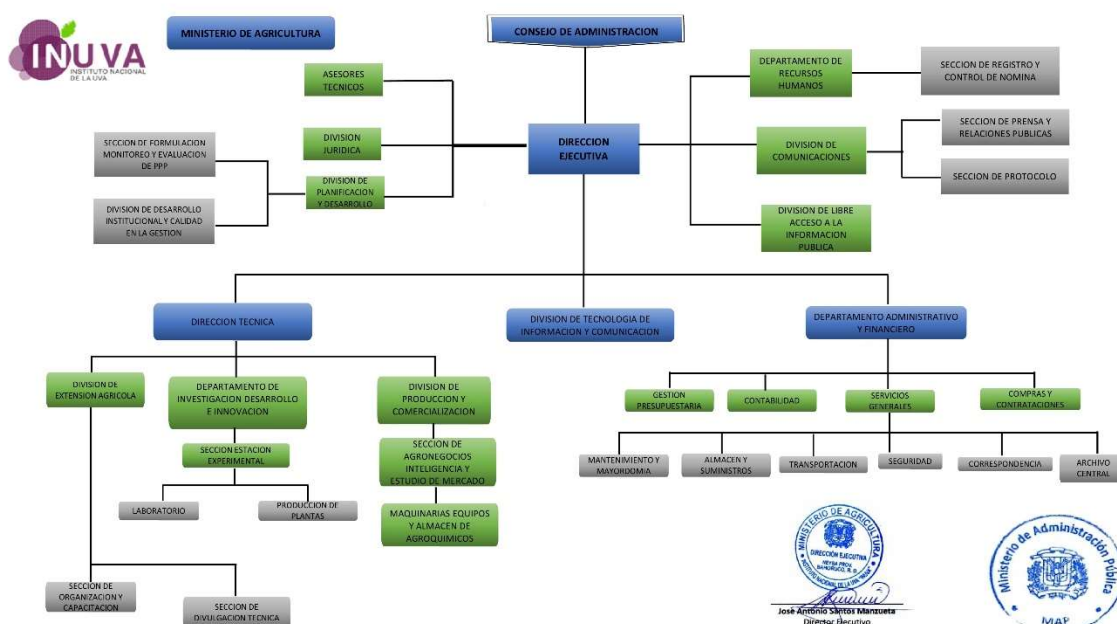 INUVA
INSTITUTO NACIONAL
DE LA UVA
MINISTERIO DE AGRICULTURA
CONSEJO DE ADMINISTRACION
ASESORES
TECNICOS
DEPARTAMENTO DE
RECURSOS
HUMANOS
SECCION DE REGISTRO Y
CONTROL DE NOMINA
SECCION DE FORMULACION
MONITOREO Y EVALUACION
DE PPP
DIVISION
JURIDICA
DIRECCION
EJECUTIVA
DIVISION DE
COMUNICACIONES
SECCION DE PRENSA Y
RELACIONES PUBLICAS
SECCION DE PROTOCOLO
DIVISION DE
PLANIFICACION
Y DESARROLLO
DIVISION DE DESARROLLO
INSTITUCIONAL Y CALIDAD
EN LA GESTION
DIVISION DE LIBRE
ACCESO A LA
INFORMACION
PUBLICA
DIRECCION TECNICA
DIVISION DE TECNOLOGIA DE
INFORMACION Y COMUNICACION
DEPARTAMENTO ADMINISTRATIVO
Y FINANCIERO
DIVISION DE
EXTENSION AGRICOLA
DEPARTAMENTO DE
INVESTIGACION DESARROLLO
E INNOVACION
DIVISION DE
PRODUCCION Y
COMERCIALIZACION
GESTION
PRESUPUESTARIA
CONTABILIDAD
SERVICIOS
GENERALES
COMPRAS Y
CONTRATACIONES
SECCION ESTACION
EXPERIMENTAL
SECCION DE
AGRONEGOCIOS
INTELIGENCIA Y
ESTUDIO DE MERCADO
MANTENIMIENTO Y
MAYORDOMIA
ALMACEN Y
SUMINISTROS
TRANSPORTACION
SEGURIDAD
CORRESPONDENCIA
ARCHIVO
CENTRAL
LABORATORIO
PRODUCCION DE
PLANTAS
MAQUINARIAS EQUIPOS
Y ALMACEN DE
AGROQUIMICOS
SECCION DE
ORGANIZACION Y
CAPACITACION
SECCION DE
DIVULGACION TECNICA
MINISTERIO DE AGRICULTURA
DIRECCIÓN EJECUTIVA
INSTITUTO NACIONAL DE LA UVA
José Antonio Santos Manzueta
Director Ejecutivo
Ministerio de Administración Pública
MAP